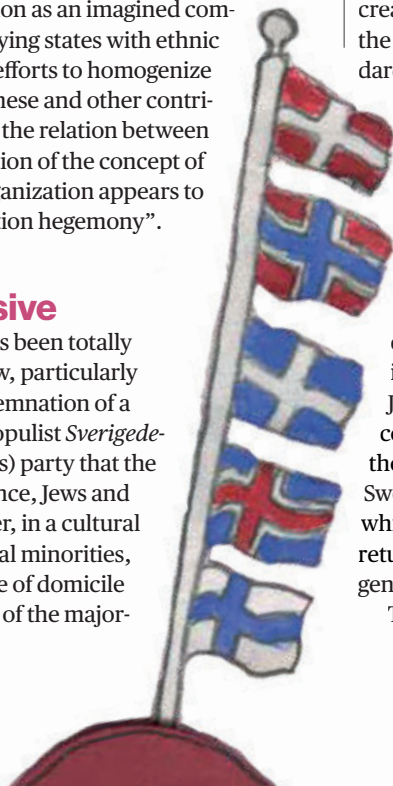 on as an imagined com-
ying states with ethnic
efforts to homogenize
nese and other contri-
the relation between
ion of the concept of
ganization appears to
tion hegemony”.
sive
s been totally
w, particularly
emnation of a
opulist Sverigede-
s) party that the
nce, Jews and
er, in a cultural
al minorities,
e of domicile
of the major-
crea
the
dar
i
J
co
the
Swe
whi
retu
gen
T